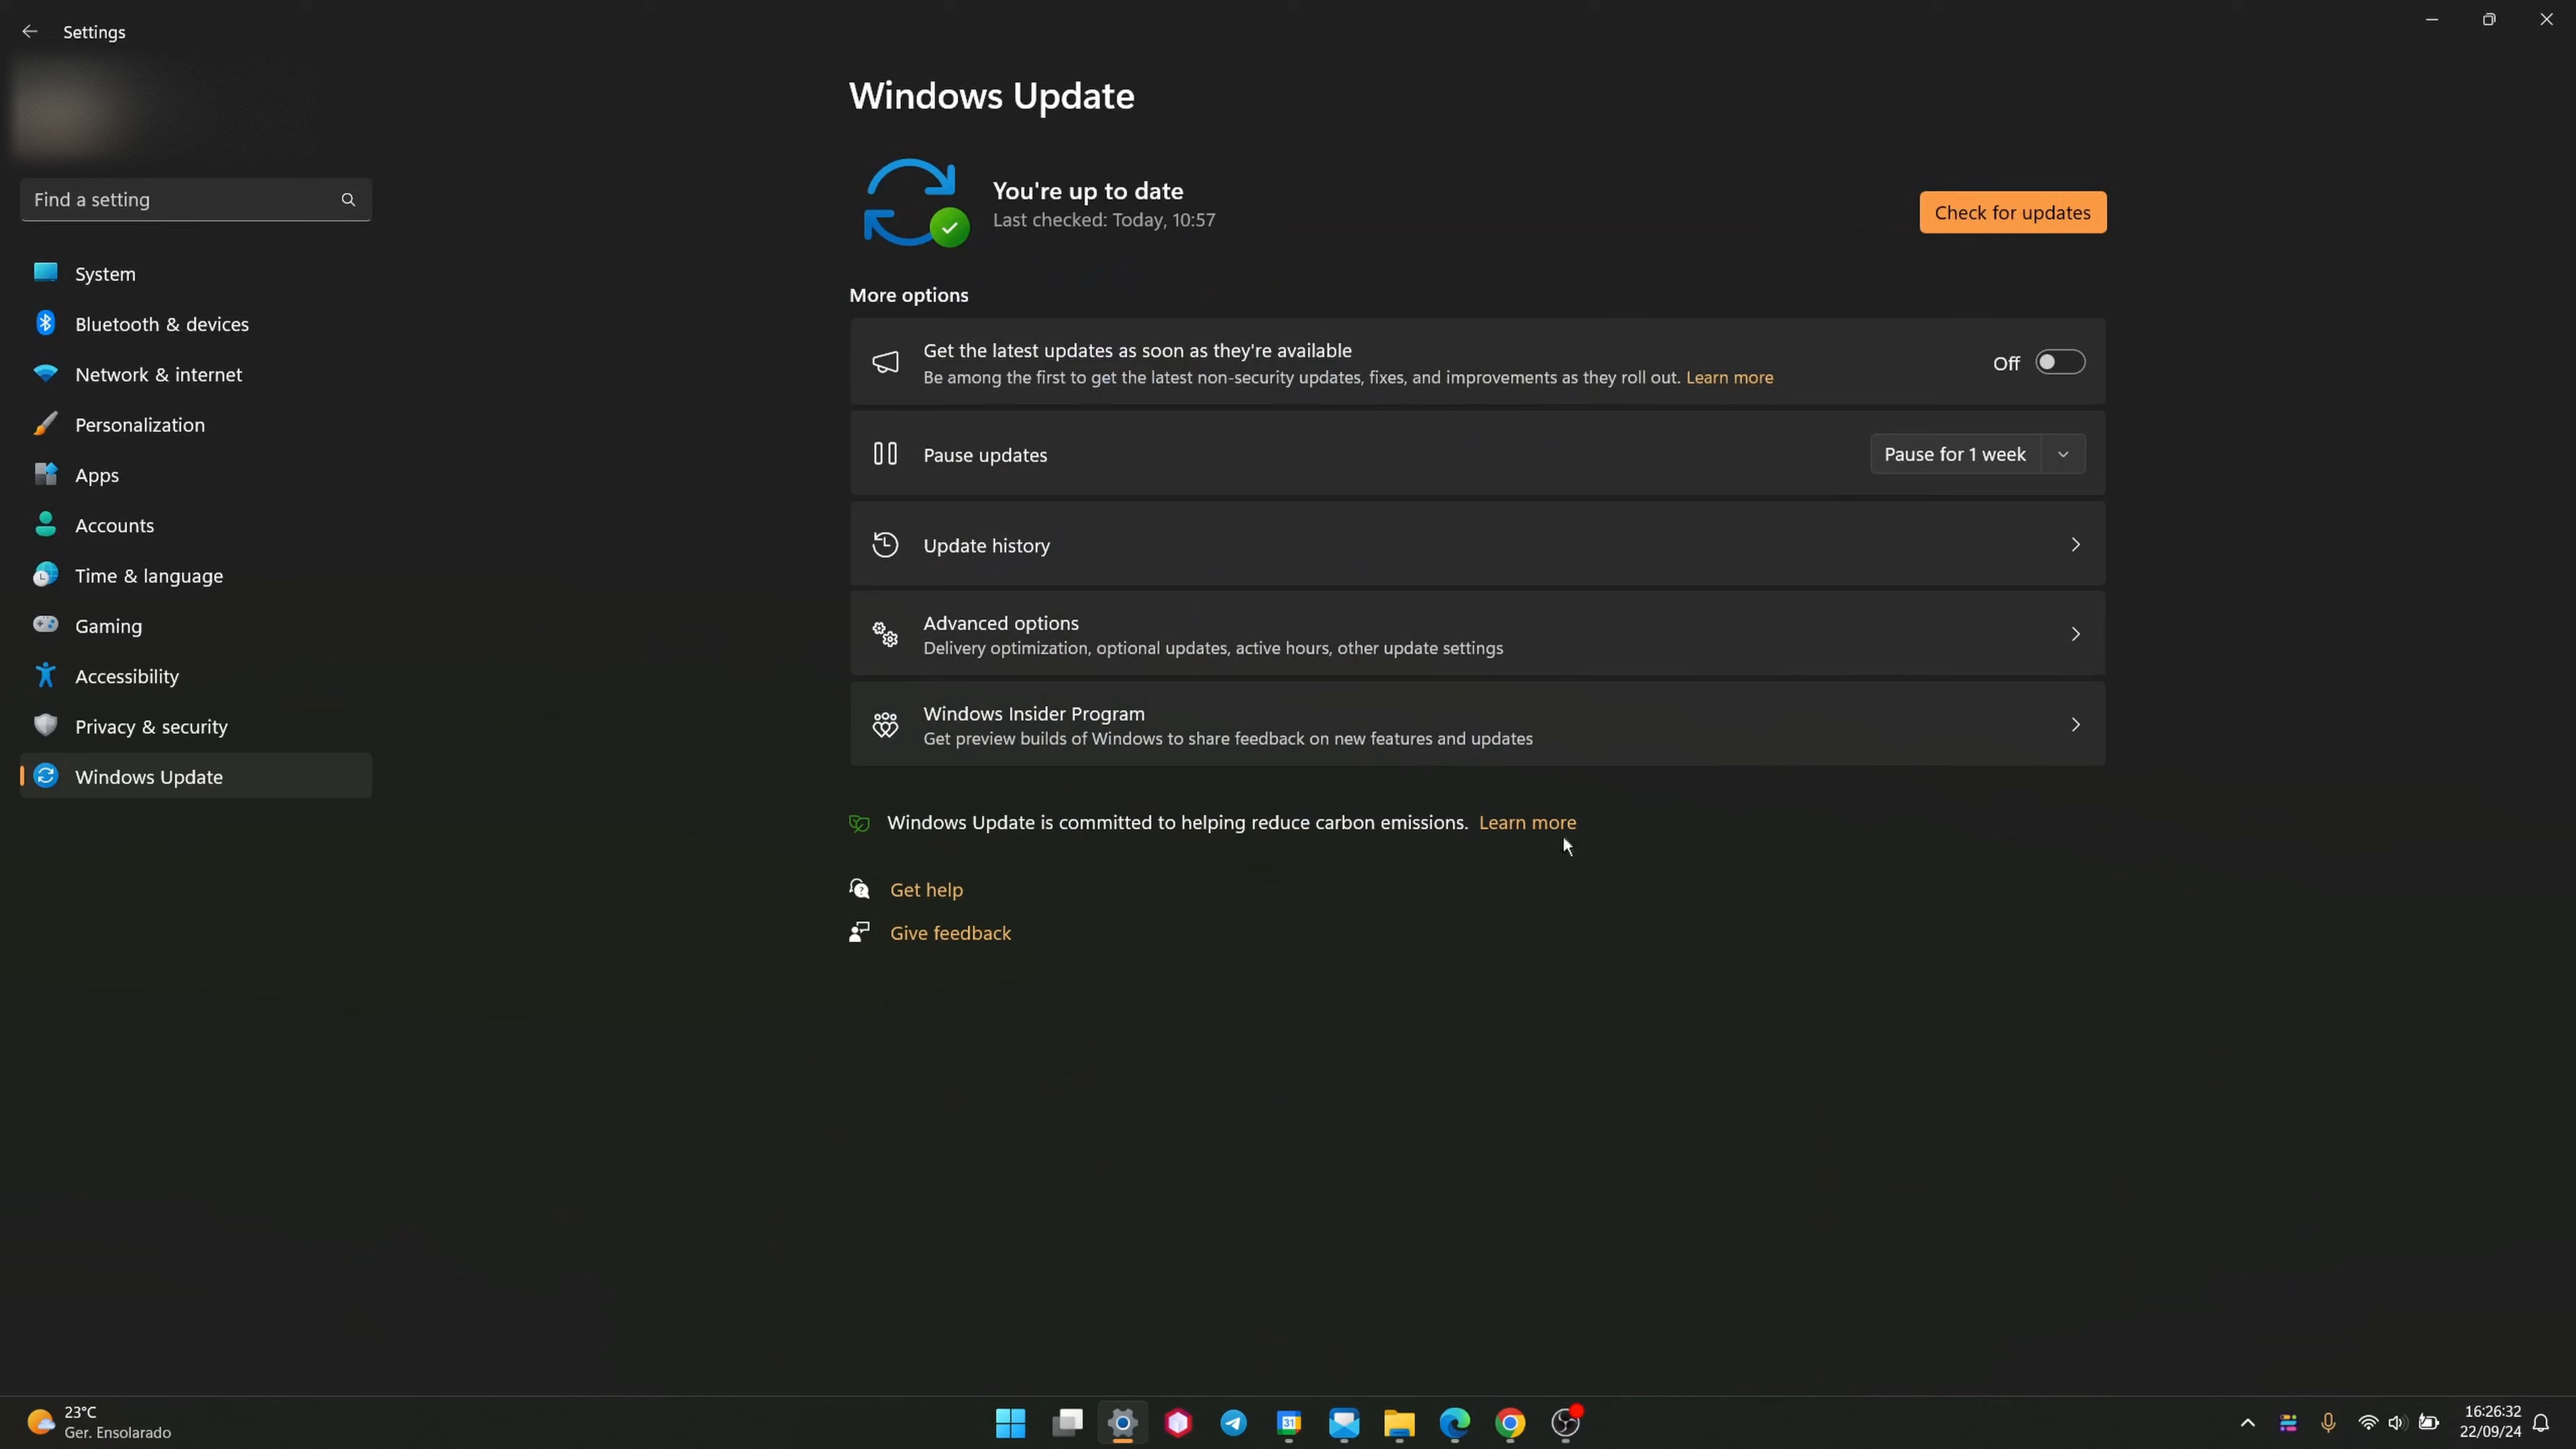 Settings
Find a setting
System
Bluetooth & devices
Network & internet
Personalization
Apps
Accounts
Time & language
Gaming
Accessibility
Privacy & security
Windows Update
Windows Update
You're up to date
Last checked: Today, 10:57
Check for updates
More options
Get the latest updates as soon as they're available
Be among the first to get the latest non-security updates, fixes, and improvements as they roll out. Learn more
Off
Pause updates
Pause for 1 week
Update history
Advanced options
Delivery optimization, optional updates, active hours, other update settings
Windows Insider Program
Get preview builds of Windows to share feedback on new features and updates
Windows Update is committed to helping reduce carbon emissions. Learn more
Get help
Give feedback
23°C
Ger. Ensolarado
31
16:26:32
22/09/24